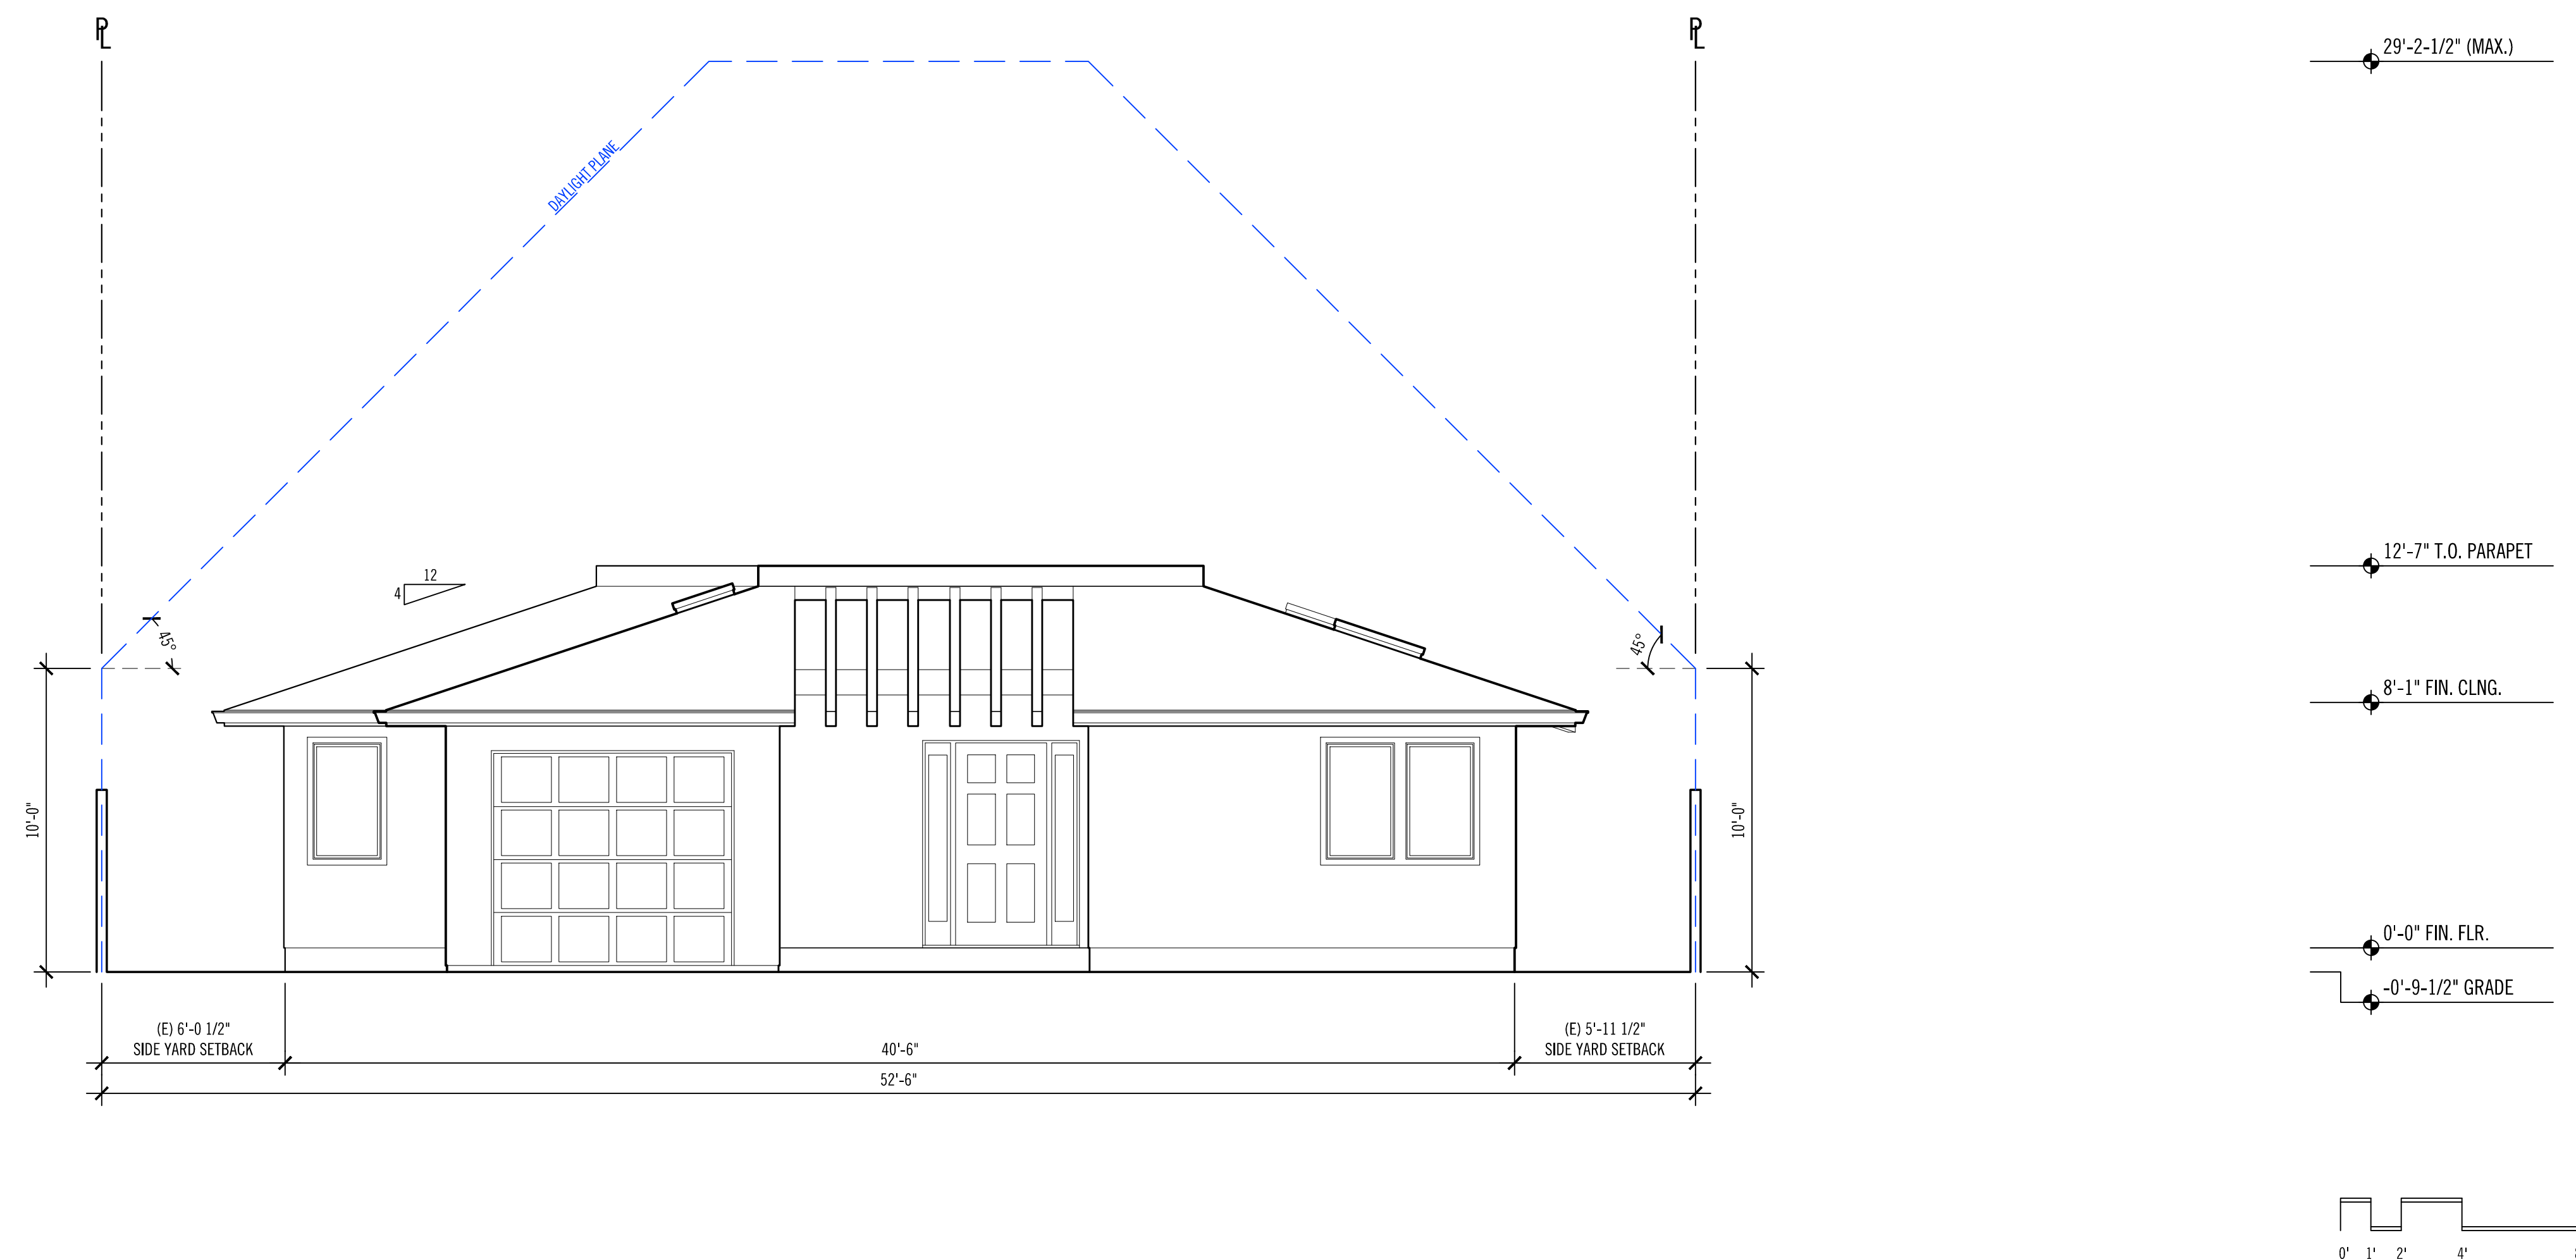 PL
PL
29'-2-1/2" (MAX.)
DAYLIGHT PLANE
12'-7" T.O. PARAPET
12
4
45°
45°
8'-1" FIN. CLNG.
10'-0"
10'-0"
0'-0" FIN. FLR.
-0'-9-1/2" GRADE
(E) 6'-0 1/2"
SIDE YARD SETBACK
40'-6"
(E) 5'-11 1/2"
SIDE YARD SETBACK
52'-6"
0' 1' 2' 4'